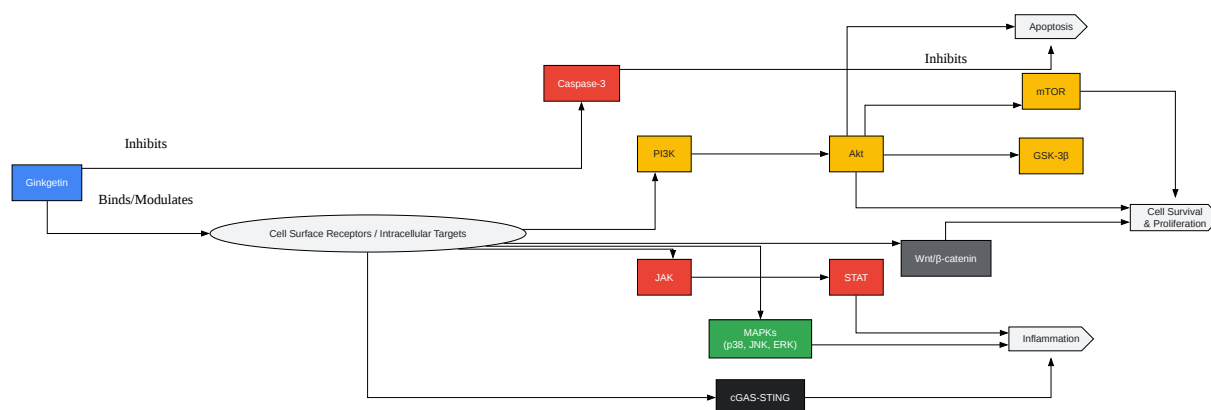 Apoptosis
Inhibits
Caspase-3
mTOR
Inhibits
PI3K
Akt
GSK-3β
Ginkgetin
Binds/Modulates
Cell Survival
& Proliferation
Cell Surface Receptors / Intracellular Targets
Wnt/β-catenin
JAK
STAT
MAPKs
(p38, JNK, ERK)
Inflammation
cGAS-STING